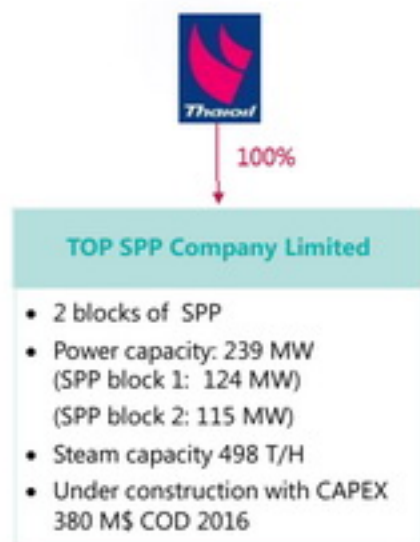 Thaioil
100%
TOP SPP Company Limited
• 2 blocks of SPP
• Power capacity: 239 MW
(SPP block 1: 124 MW)
(SPP block 2: 115 MW)
• Steam capacity 498 T/H
• Under construction with CAPEX
380 M$ COD 2016